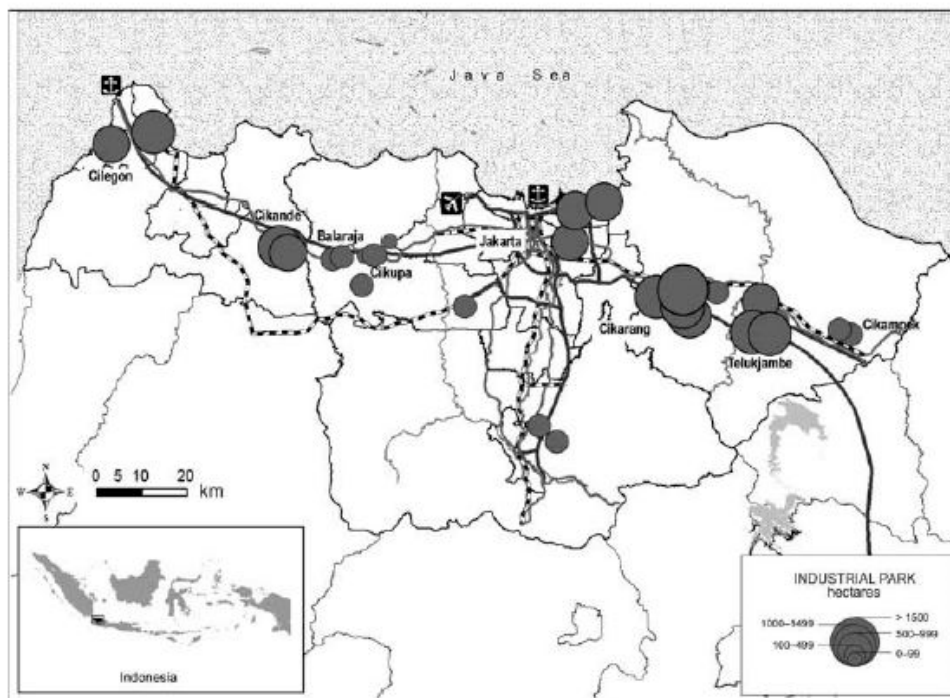 Java Sea
Cilegon
Cikande
Balaraja
Cikupa
Jakarta
Cikarang
Telukjambe
Cikampek
N
W E
S
0 5 10 20
km
Indonesia
INDUSTRIAL PARK
hectares
> 1500
1000–1499
500–999
100–499
0–99